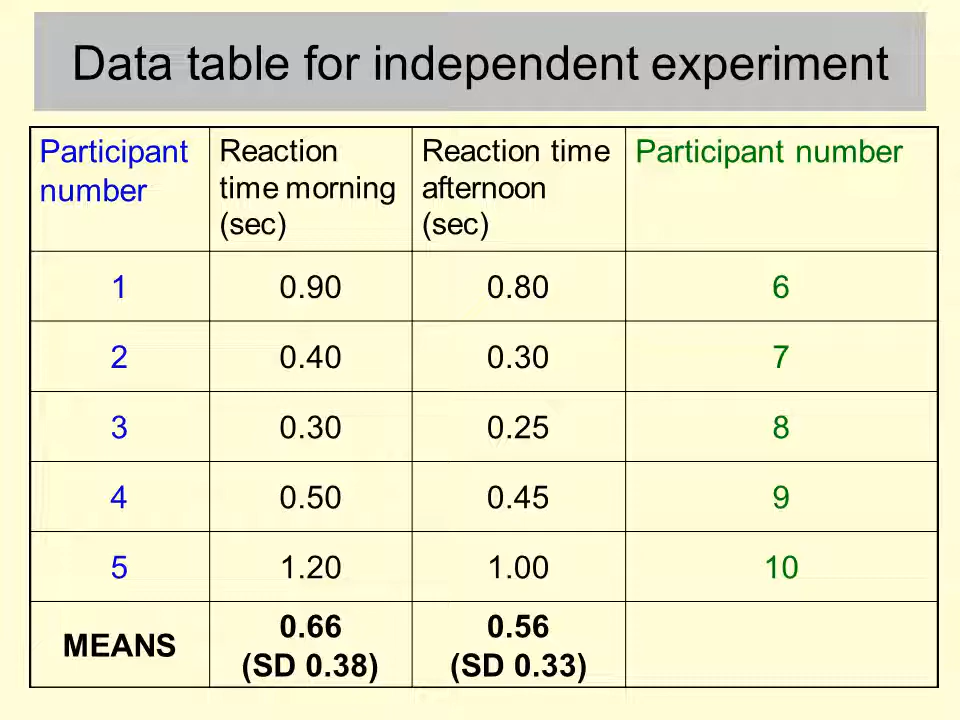 Data table for independent experiment
Participant number Reaction time morning (sec) Reaction time afternoon (sec) Participant number
1 0.90 0.80 6
2 0.40 0.30 7
3 0.30 0.25 8
4 0.50 0.45 9
5 1.20 1.00 10
MEANS 0.66 (SD 0.38) 0.56 (SD 0.33)